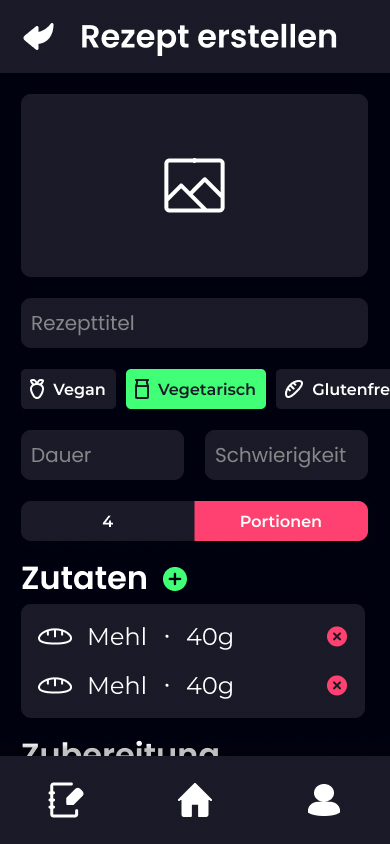 Rezept erstellen
Rezepttitel
Vegan Vegetarisch Glutenfre
Dauer Schwierigkeit
4 Portionen
Zutaten
Mehl · 40g
Mehl · 40g
Zubereitung